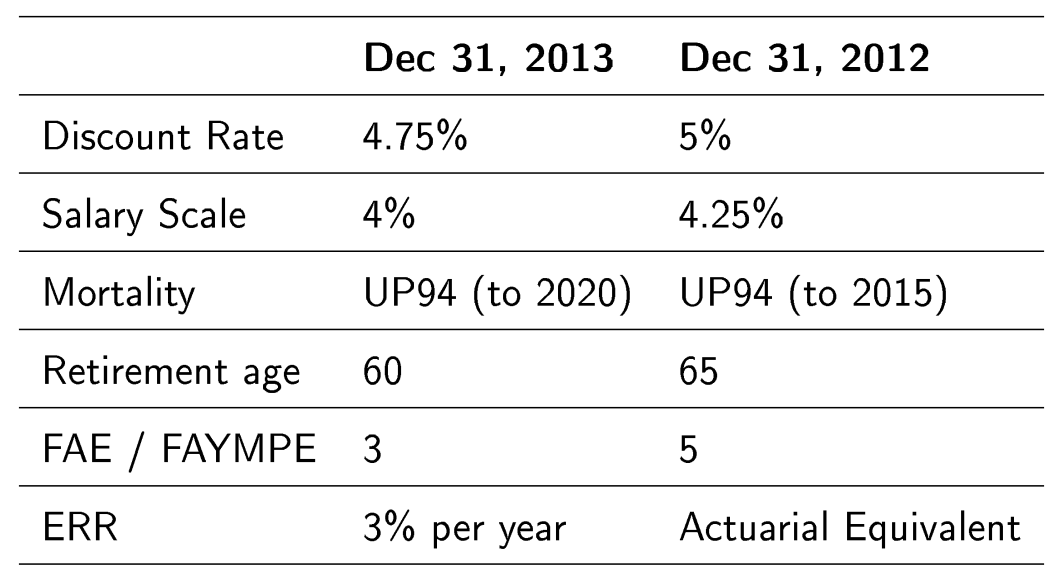 Dec 31, 2013 Dec 31, 2012
Discount Rate 4.75% 5%
Salary Scale 4% 4.25%
Mortality UP94 (to 2020) UP94 (to 2015)
Retirement age 60 65
FAE / FAYMPE 3 5
ERR 3% per year Actuarial Equivalent